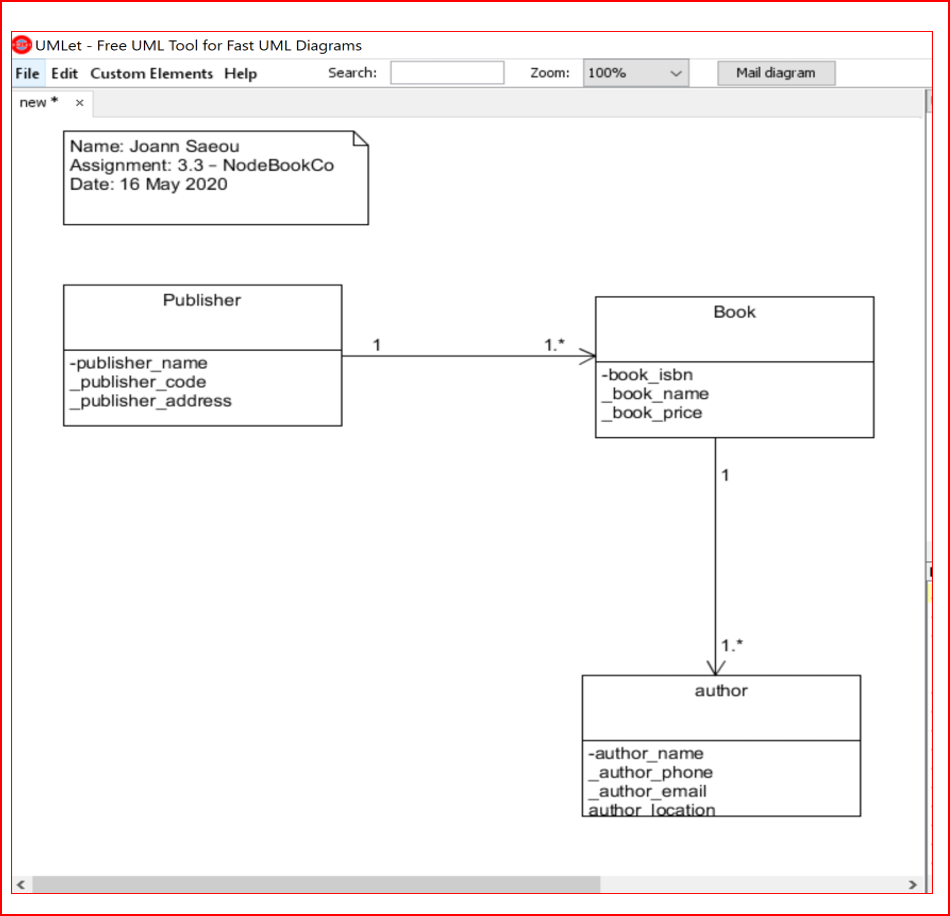 UMLet - Free UML Tool for Fast UML Diagrams
File Edit Custom Elements Help Search: Zoom: 100% Mail diagram
new *
Name: Joann Saeou
Assignment: 3.3 – NodeBookCo
Date: 16 May 2020
Publisher
-publisher_name
_publisher_code
_publisher_address
1
1.*
Book
-book_isbn
_book_name
_book_price
1
1.*
author
-author_name
_author_phone
_author_email
author_location